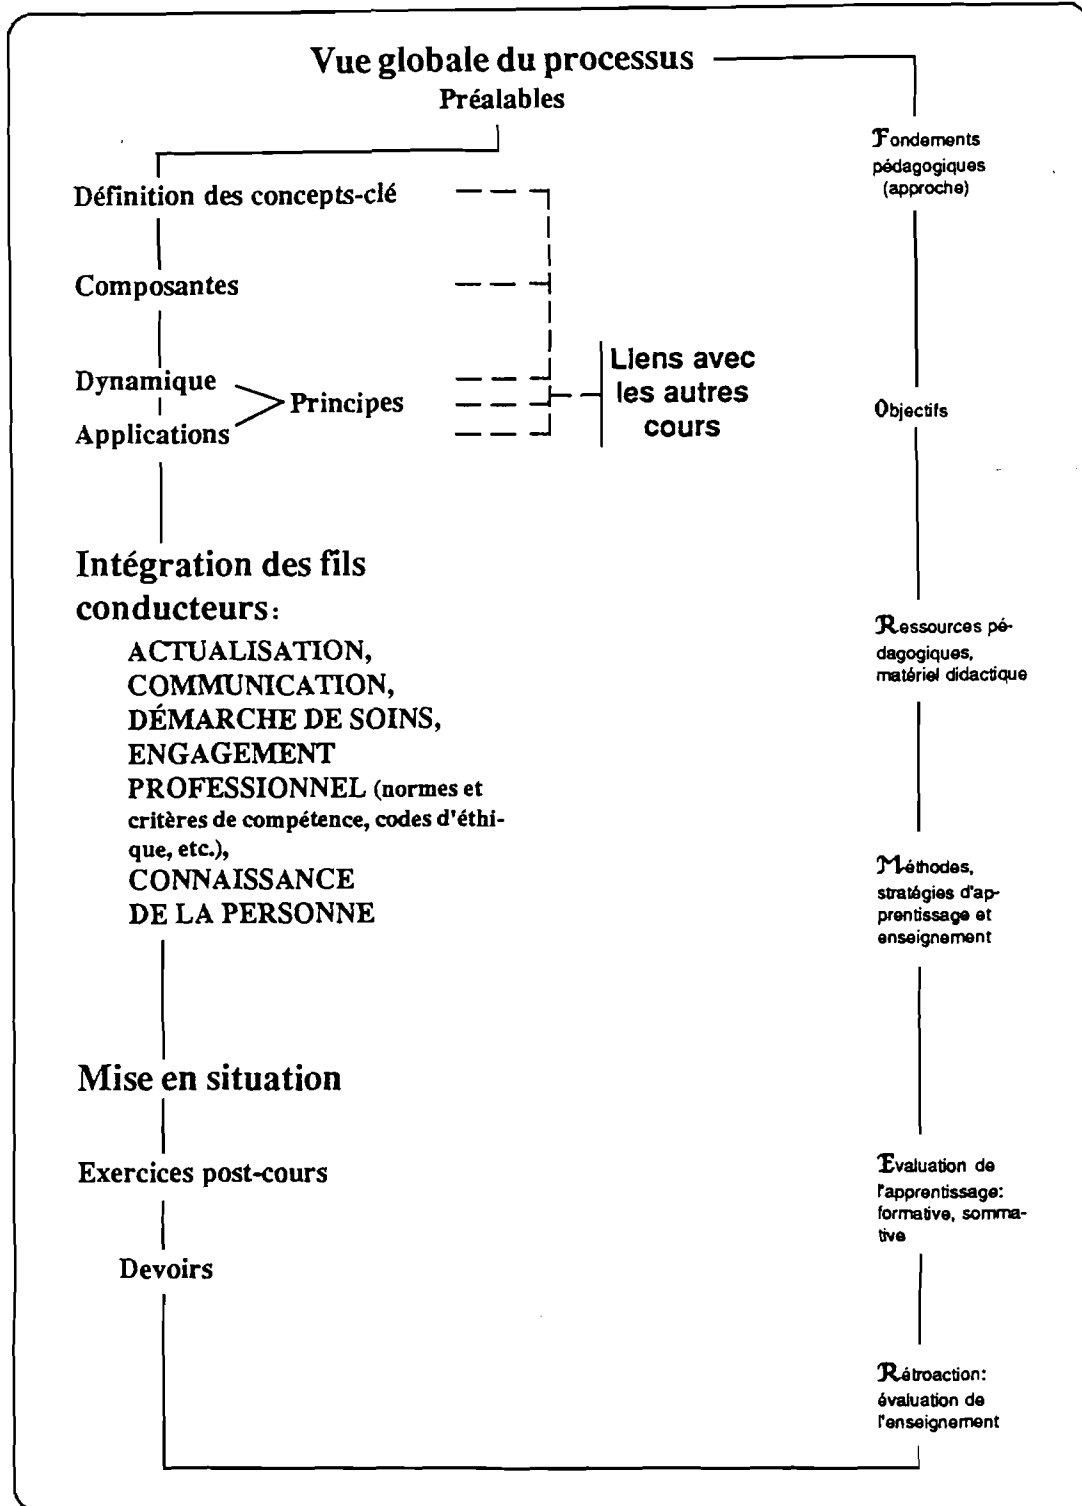 Vue globale du processus
Préalables
Définition des concepts-clé
Composantes
Dynamique
Applications
Principes
Liens avec
les autres
cours
Intégration des fils
conducteurs:
ACTUALISATION,
COMMUNICATION,
DÉMARCHE DE SOINS,
ENGAGEMENT
PROFESSIONNEL (normes et
critères de compétence, codes d'éthi-
que, etc.),
CONNAISSANCE
DE LA PERSONNE
Mise en situation
Exercices post-cours
Devoirs
Fondements
pédagogiques
(approche)
Objectifs
Ressources pé-
dagogiques,
matériel didactique
Méthodes,
stratégies d'ap-
prentissage et
enseignement
Evaluation de
l'apprentissage:
formative, somma-
tive
Rétroaction:
évaluation de
l'enseignement